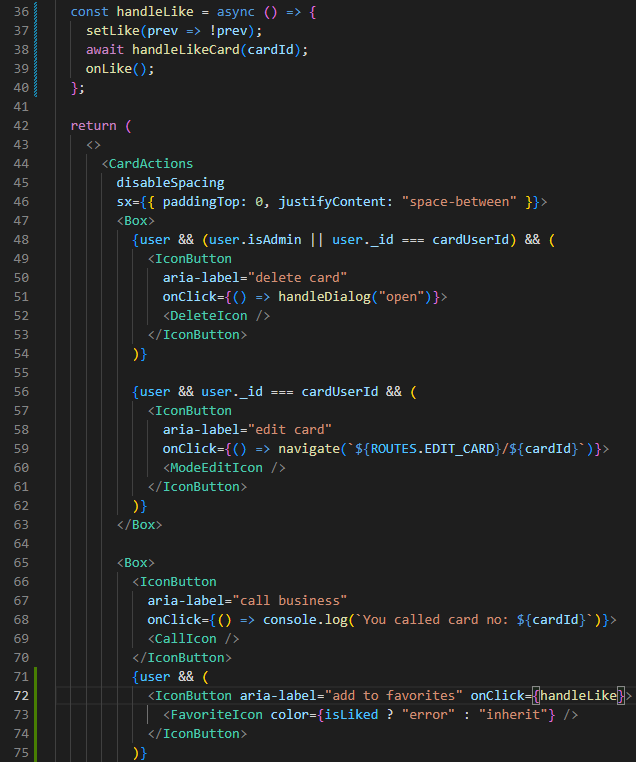 36 const handleLike = async () => {
37 setLike(prev => !prev);
38 await handleLikeCard(cardId);
39 onLike();
40 };
41
42 return (
43 <>
44 <CardActions
45 disableSpacing
46 sx={{ paddingTop: 0, justifyContent: "space-between" }}>
47 <Box>
48 {user && (user.isAdmin || user._id === cardUserId) && (
49 <IconButton
50 aria-label="delete card"
51 onClick={() => handleDialog("open")}>
52 <DeleteIcon />
53 </IconButton>
54 )}
55
56 {user && user._id === cardUserId && (
57 <IconButton
58 aria-label="edit card"
59 onClick={() => navigate(`${ROUTES.EDIT_CARD}/${cardId}`)}>
60 <ModeEditIcon />
61 </IconButton>
62 )}
63 </Box>
64
65 <Box>
66 <IconButton
67 aria-label="call business"
68 onClick={() => console.log(`You called card no: ${cardId}`)}>
69 <CallIcon />
70 </IconButton>
71 {user && (
72 <IconButton aria-label="add to favorites" onClick={handleLike}>
73 <FavoriteIcon color={isLiked ? "error" : "inherit"} />
74 </IconButton>
75 )}